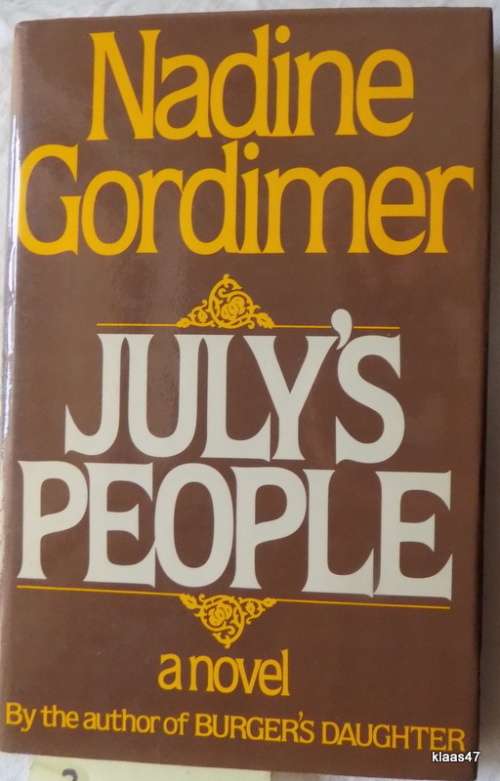 Nadine
Gordimer
JULY'S
PEOPLE
a novel
By the author of BURGER'S DAUGHTER
klaas47